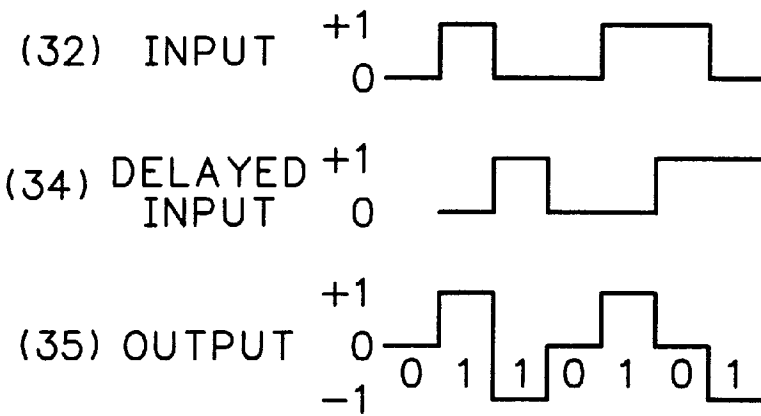 +1
(32) INPUT
0
+1
(34) DELAYED INPUT
0
+1
(35) OUTPUT 0
0 1 1 0 1 0 1
-1